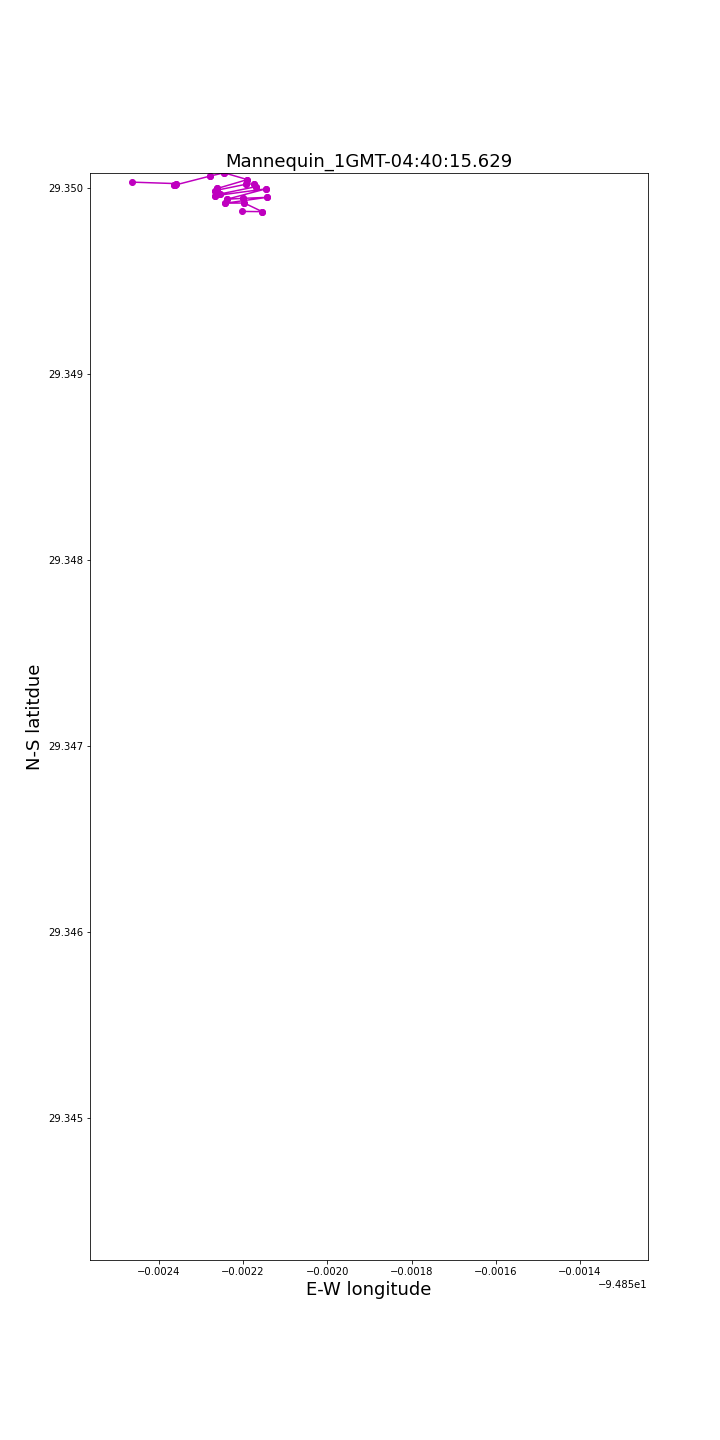 Mannequin_1GMT-04:40:15.629
29.350
29.349
29.348
29.347
29.346
29.345
N-S latitdue
−0.0024 −0.0022 −0.0020 −0.0018 −0.0016 −0.0014
−9.485e1
E-W longitude